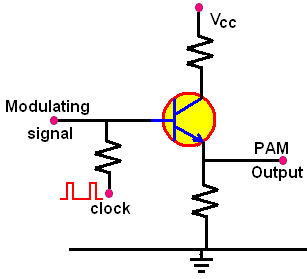 Vcc
Modulating
signal
PAM
Output
clock